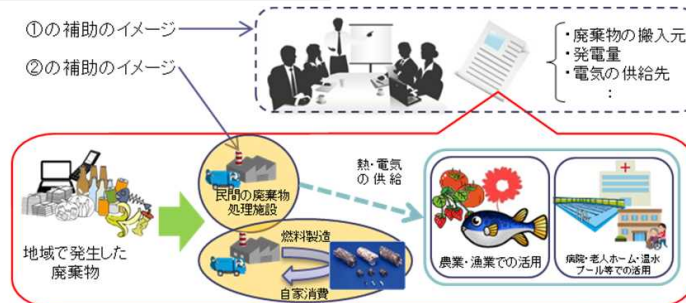 ①の補助のイメージ
②の補助のイメージ
・廃棄物の搬入元
・発電量
・電気の供給先
：
地域で発生した
廃棄物
民間の廃棄物
処理施設
燃料製造
自家消費
熱・電気
の供給
農業・漁業での活用
病院・老人ホーム・温水
プール等での活用